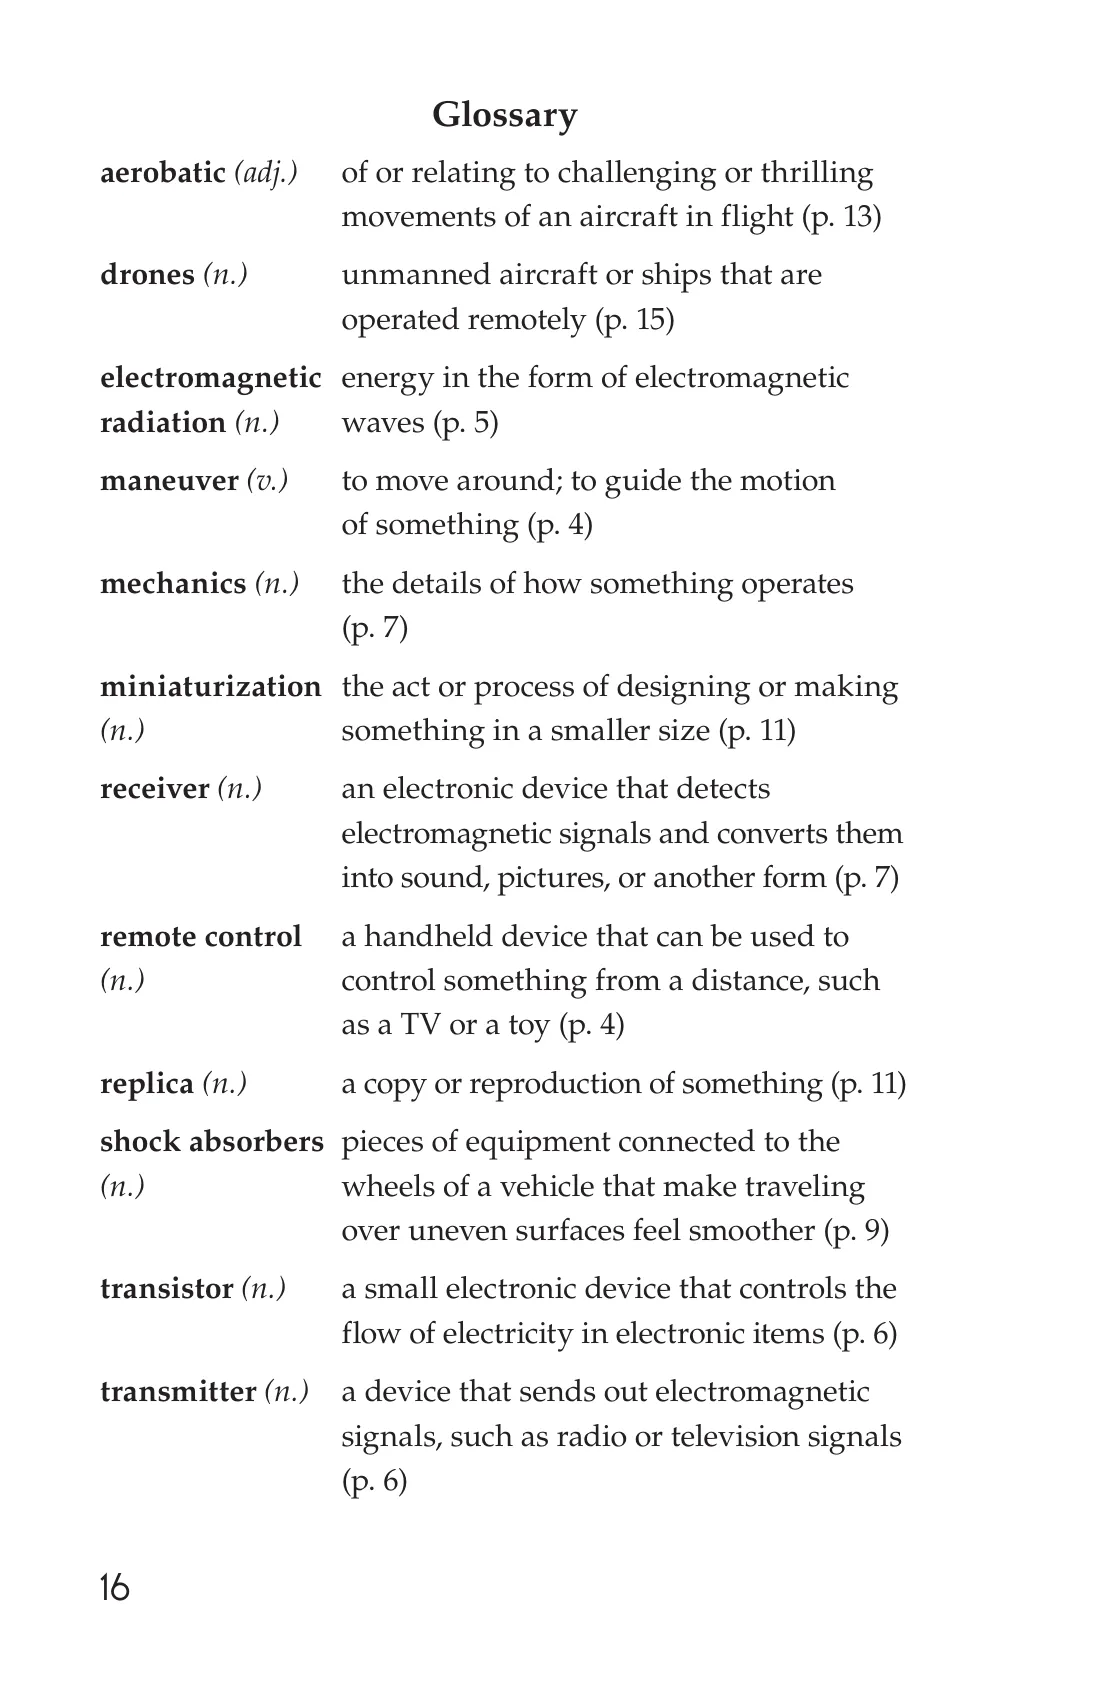 Glossary
aerobatic (adj.) of or relating to challenging or thrilling
movements of an aircraft in flight (p. 13)
drones (n.) unmanned aircraft or ships that are
operated remotely (p. 15)
electromagnetic energy in the form of electromagnetic
radiation (n.) waves (p. 5)
maneuver (v.) to move around; to guide the motion
of something (p. 4)
mechanics (n.) the details of how something operates
(p. 7)
miniaturization the act or process of designing or making
(n.) something in a smaller size (p. 11)
receiver (n.) an electronic device that detects
electromagnetic signals and converts them
into sound, pictures, or another form (p. 7)
remote control a handheld device that can be used to
(n.) control something from a distance, such
as a TV or a toy (p. 4)
replica (n.) a copy or reproduction of something (p. 11)
shock absorbers pieces of equipment connected to the
(n.) wheels of a vehicle that make traveling
over uneven surfaces feel smoother (p. 9)
transistor (n.) a small electronic device that controls the
flow of electricity in electronic items (p. 6)
transmitter (n.) a device that sends out electromagnetic
signals, such as radio or television signals
(p. 6)
16